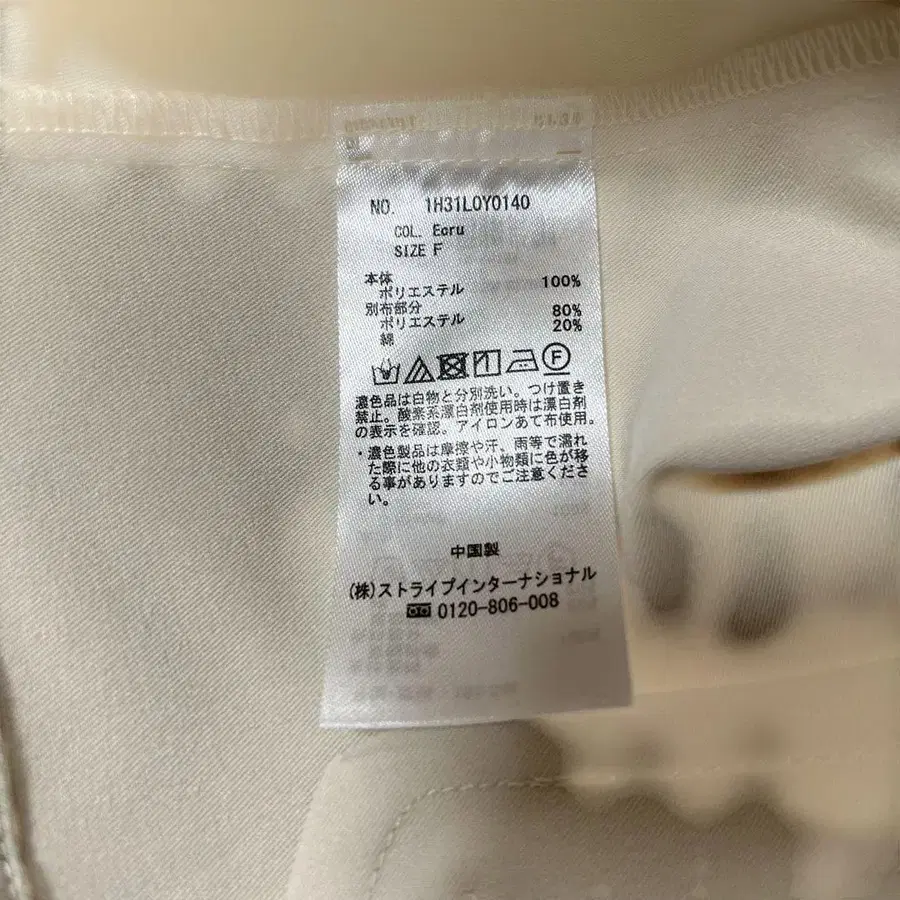 NO. 1H31L0Y0140
COL. Ecru
SIZE F
本体
ポリエステル 100%
別布部分
ポリエステル 80%
綿 20%
F
濃色品は白物と分別洗い。つけ置き
禁止。酸素系漂白剤使用時は漂白剤
の表示を確認。アイロンあて布使用。
・濃色製品は摩擦や汗、雨等で濡れ
た際に他の衣類や小物類に色が移
る事がありますのでご注意くださ
い。
中国製
(株)ストライプインターナショナル
0120-806-008